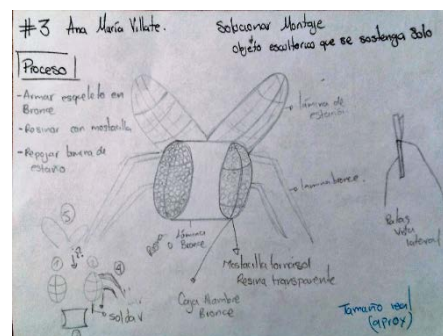 #3 Ana María Villate.
Solucionar Montaje
objeto escultorico que se sostenga Solo
Proceso
- Armar esqueleto en
Bronce
- Resinar con mostacilla
- Repujar lamina de
estaño
lámina de
estaño
lamina bronce.
Patas
Vista
lateral
lámina
o Bronce
Mostacilla tornasol
Resina transparente
Caja Alambre
Bronce
soldar
Tamaño real
(aprox)